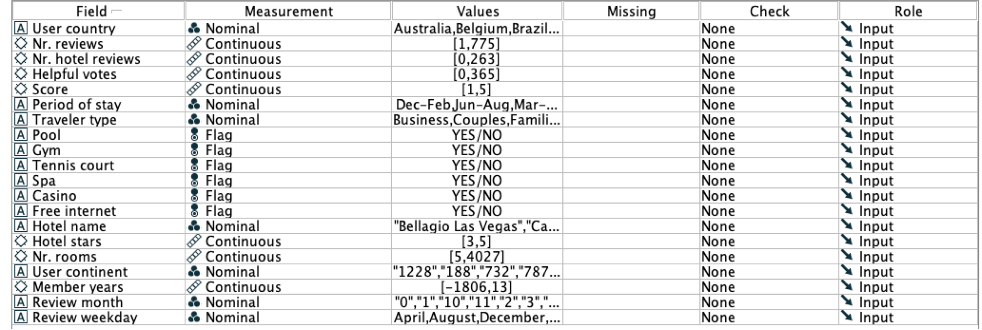 Field Measurement Values Missing Check Role
A User country Nominal Australia,Belgium,Brazil... None Input
Nr. reviews Continuous [1,775] None Input
Nr. hotel reviews Continuous [0,263] None Input
Helpful votes Continuous [0,365] None Input
Score Continuous [1,5] None Input
A Period of stay Nominal Dec-Feb,Jun-Aug,Mar-... None Input
A Traveler type Nominal Business,Couples,Famili... None Input
A Pool Flag YES/NO None Input
A Gym Flag YES/NO None Input
A Tennis court Flag YES/NO None Input
A Spa Flag YES/NO None Input
A Casino Flag YES/NO None Input
A Free internet Flag YES/NO None Input
A Hotel name Nominal "Bellagio Las Vegas","Ca... None Input
Hotel stars Continuous [3,5] None Input
Nr. rooms Continuous [5,4027] None Input
A User continent Nominal "1228","188","732","787... None Input
Member years Continuous [-1806,13] None Input
A Review month Nominal "0","1","10","11","2","3","... None Input
A Review weekday Nominal April,August,December,... None Input